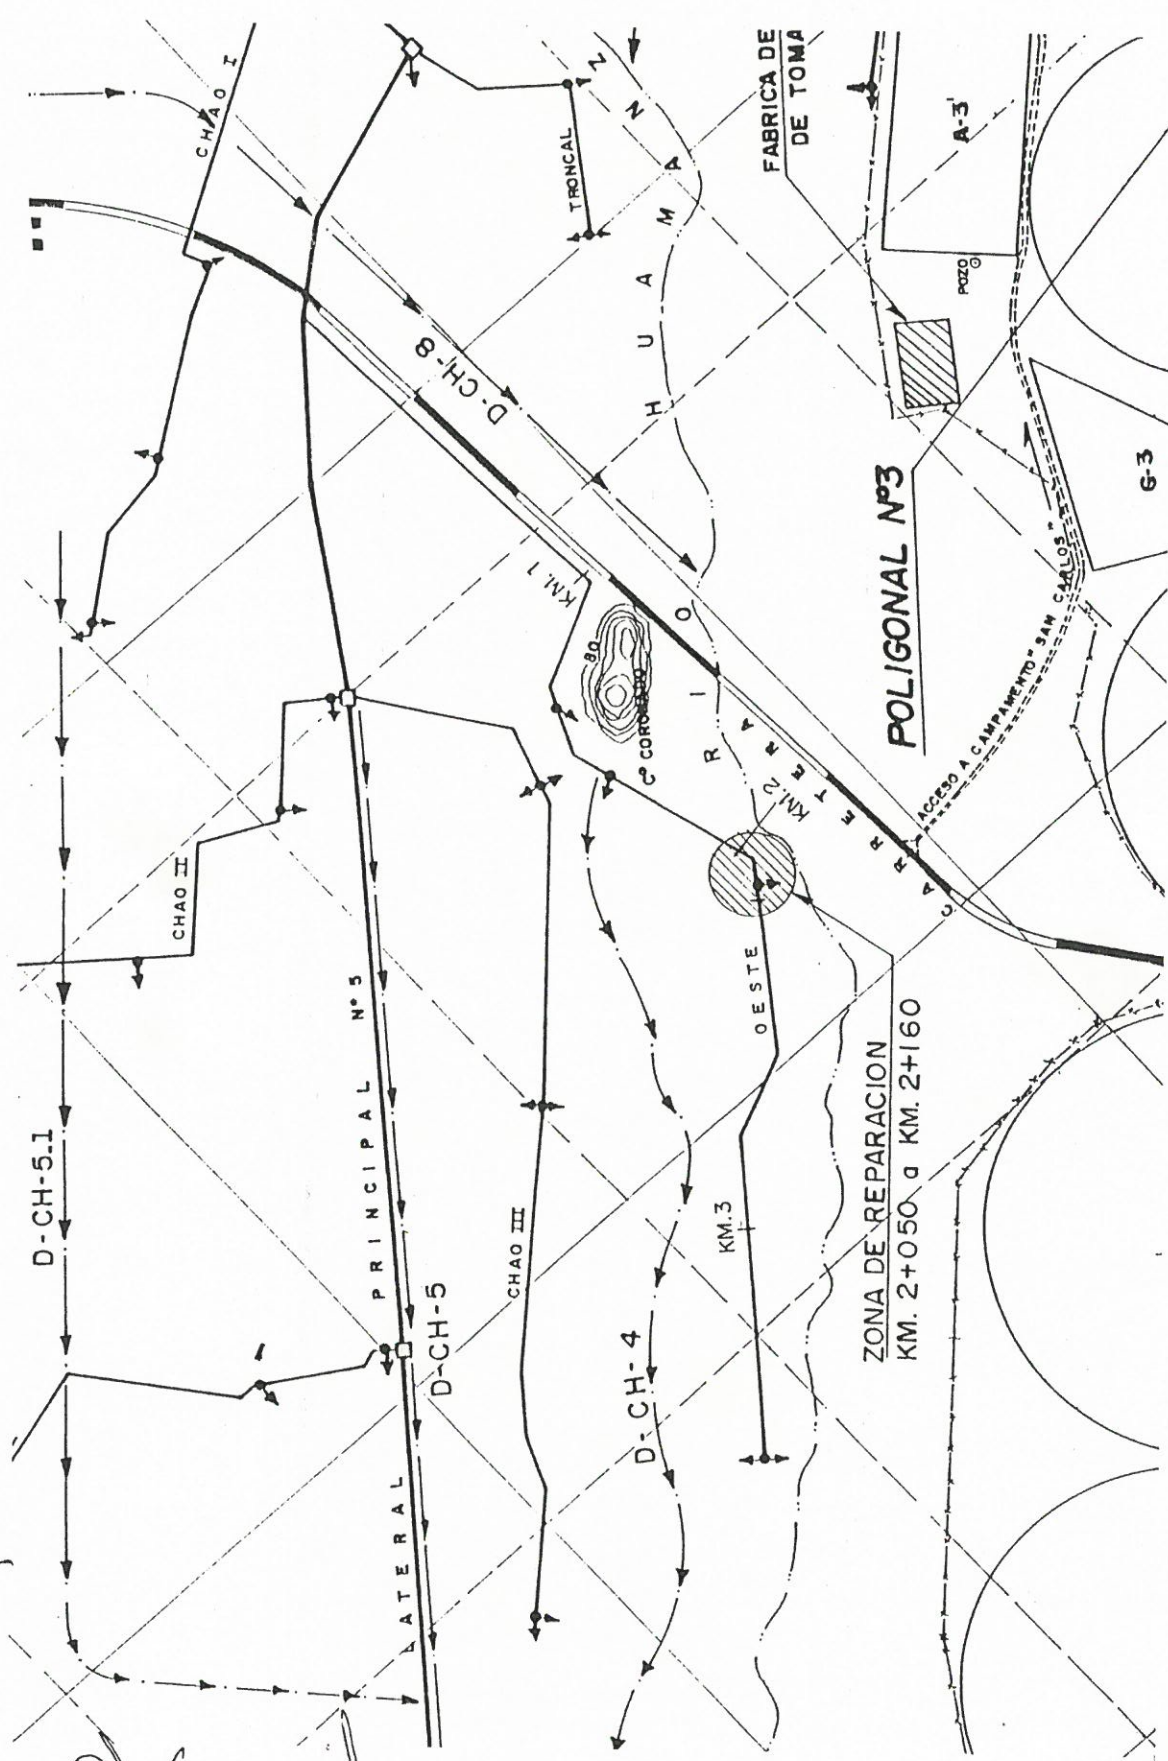 CHAO I
TRONCAL
FABRICA DE
DE TOMA
A-3'
POZO
G-3
D-CH-8
RIO HUAMANZ
KM. 1
80
Cº CORONADO
KM. 2
CARRETERA
ACCESO A CAMPAMENTO "SAN CARLOS"
POLIGONAL Nº3
CHAO II
OESTE
LATERAL PRINCIPAL Nº 5
D-CH-5.1
D-CH-5
CHAO III
D-CH-4
KM.3
ZONA DE REPARACION
KM. 2+050 a KM. 2+160